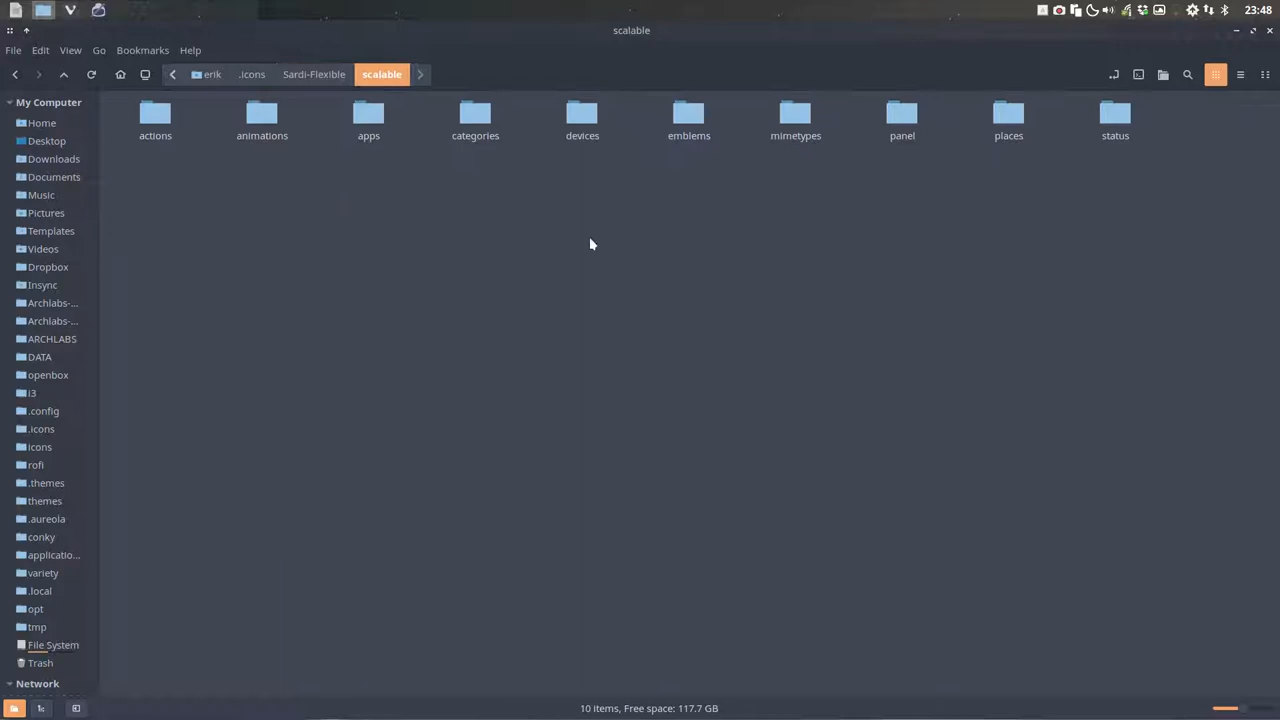 23:48
scalable
File Edit View Go Bookmarks Help
erik .icons Sardi-Flexible scalable
My Computer
Home
Desktop
Downloads
Documents
Music
Pictures
Templates
Videos
Dropbox
Insync
Archlabs-...
Archlabs-...
ARCHLABS
DATA
openbox
i3
.config
.icons
icons
rofi
.themes
themes
.aureola
conky
applicatio...
variety
.local
opt
tmp
File System
Trash
Network
actions animations apps categories devices emblems mimetypes panel places status
10 items, Free space: 117.7 GB